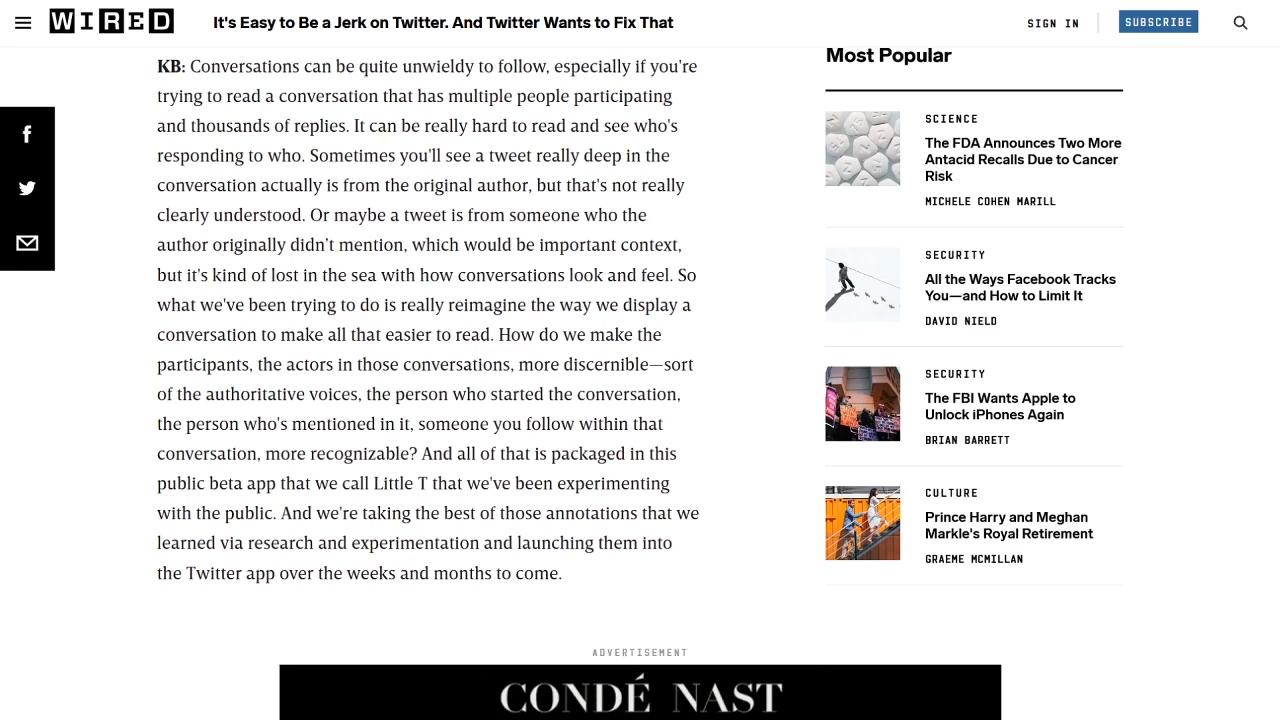 WIRED
It's Easy to Be a Jerk on Twitter. And Twitter Wants to Fix That
SIGN IN
SUBSCRIBE
KB: Conversations can be quite unwieldy to follow, especially if you're
trying to read a conversation that has multiple people participating
and thousands of replies. It can be really hard to read and see who's
responding to who. Sometimes you'll see a tweet really deep in the
conversation actually is from the original author, but that's not really
clearly understood. Or maybe a tweet is from someone who the
author originally didn’t mention, which would be important context,
but it's kind of lost in the sea with how conversations look and feel. So
what we've been trying to do is really reimagine the way we display a
conversation to make all that easier to read. How do we make the
participants, the actors in those conversations, more discernible—sort
of the authoritative voices, the person who started the conversation,
the person who's mentioned in it, someone you follow within that
conversation, more recognizable? And all of that is packaged in this
public beta app that we call Little T that we've been experimenting
with the public. And we're taking the best of those annotations that we
learned via research and experimentation and launching them into
the Twitter app over the weeks and months to come.
Most Popular
SCIENCE
The FDA Announces Two More
Antacid Recalls Due to Cancer
Risk
MICHELE COHEN MARILL
SECURITY
All the Ways Facebook Tracks
You—and How to Limit It
DAVID NIELD
SECURITY
The FBI Wants Apple to
Unlock iPhones Again
BRIAN BARRETT
CULTURE
Prince Harry and Meghan
Markle's Royal Retirement
GRAEME MCMILLAN
ADVERTISEMENT
CONDÉ NAST